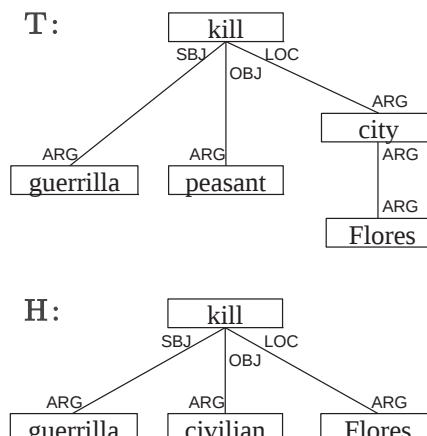 T:
kill
SBJ
OBJ
LOC
ARG
city
ARG
ARG
guerrilla
ARG
peasant
ARG
Flores
H:
kill
SBJ
OBJ
LOC
ARG
guerrilla
ARG
civilian
ARG
Flores